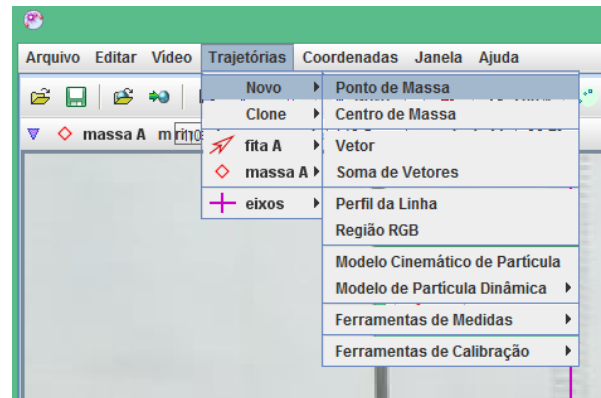 Arquivo Editar Vídeo Trajetórias Coordenadas Janela Ajuda
Novo
Clone
fita A
massa A
eixos
Ponto de Massa
Centro de Massa
Vetor
Soma de Vetores
Perfil da Linha
Região RGB
Modelo Cinemático de Partícula
Modelo de Partícula Dinâmica
Ferramentas de Medidas
Ferramentas de Calibração
massa A m